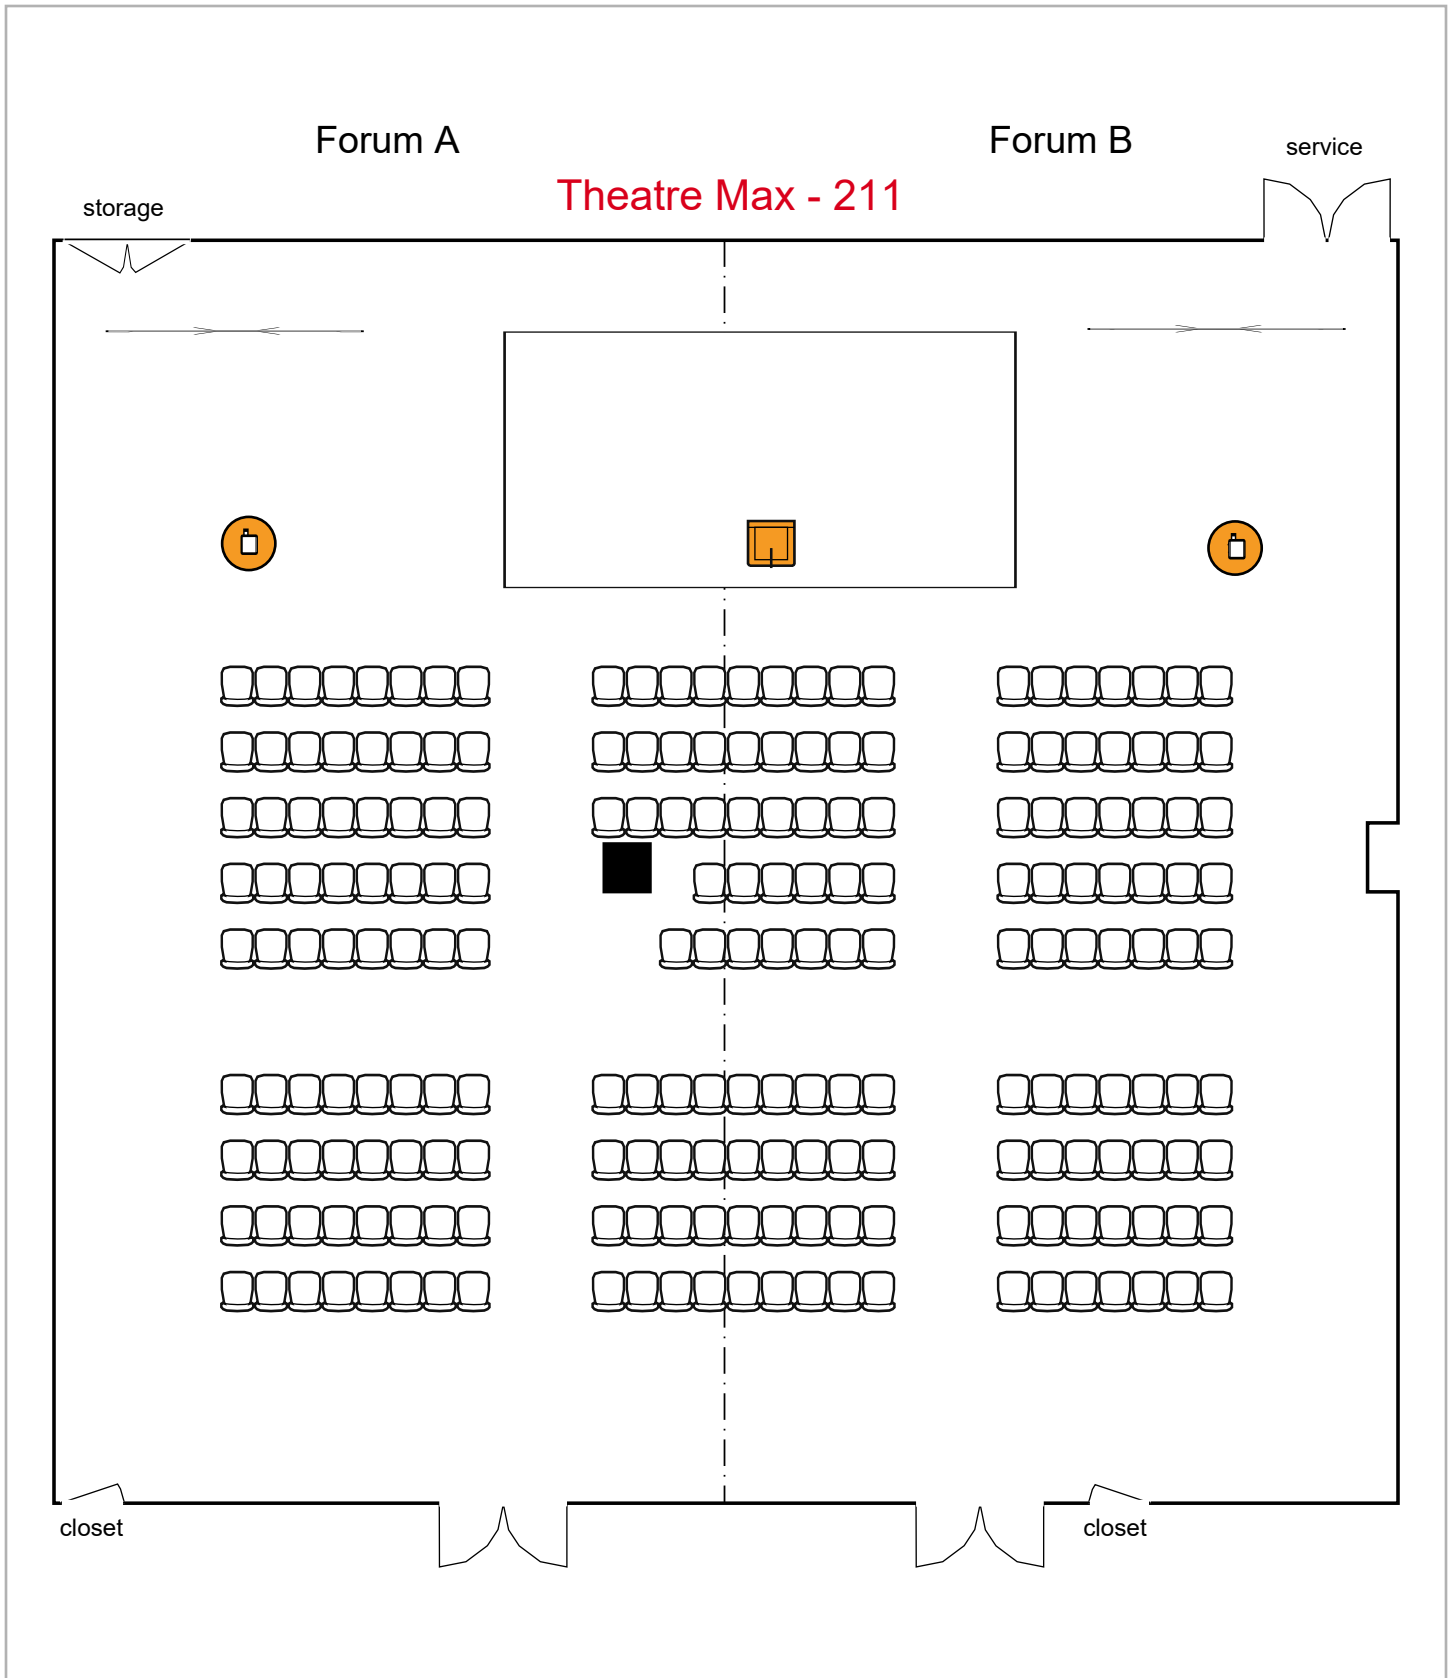 Forum A
Forum B
service
Theatre Max - 211
storage
closet
closet